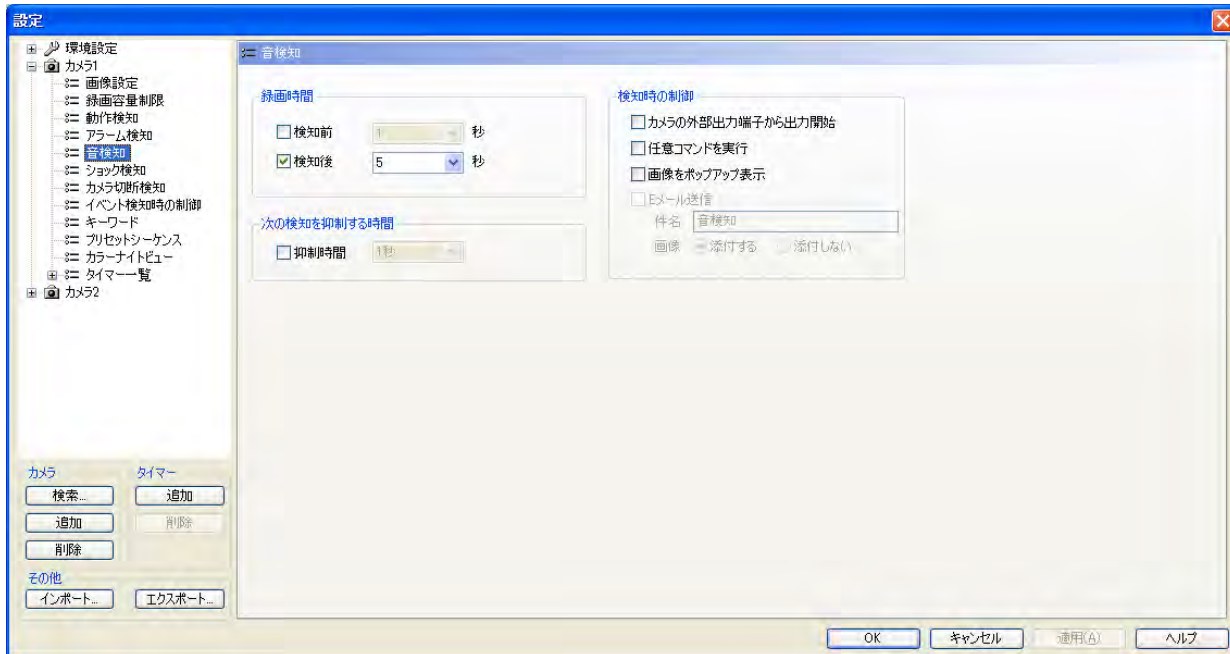 設定
環境設定
カメラ1
画像設定
録画容量制限
動作検知
アラーム検知
音検知
ショック検知
カメラ切断検知
イベント検知時の制御
キーワード
プリセットシーケンス
カラーナイトビュー
タイマー一覧
カメラ2
カメラ
タイマー
検索...
追加
追加
削除
削除
その他
インポート...
エクスポート...
音検知
録画時間
検知前 1 秒
検知後 5 秒
次の検知を抑制する時間
抑制時間 1秒
検知時の制御
カメラの外部出力端子から出力開始
任意コマンドを実行
画像をポップアップ表示
Eメール送信
件名 音検知
画像 添付する 添付しない
OK キャンセル 適用(A) ヘルプ